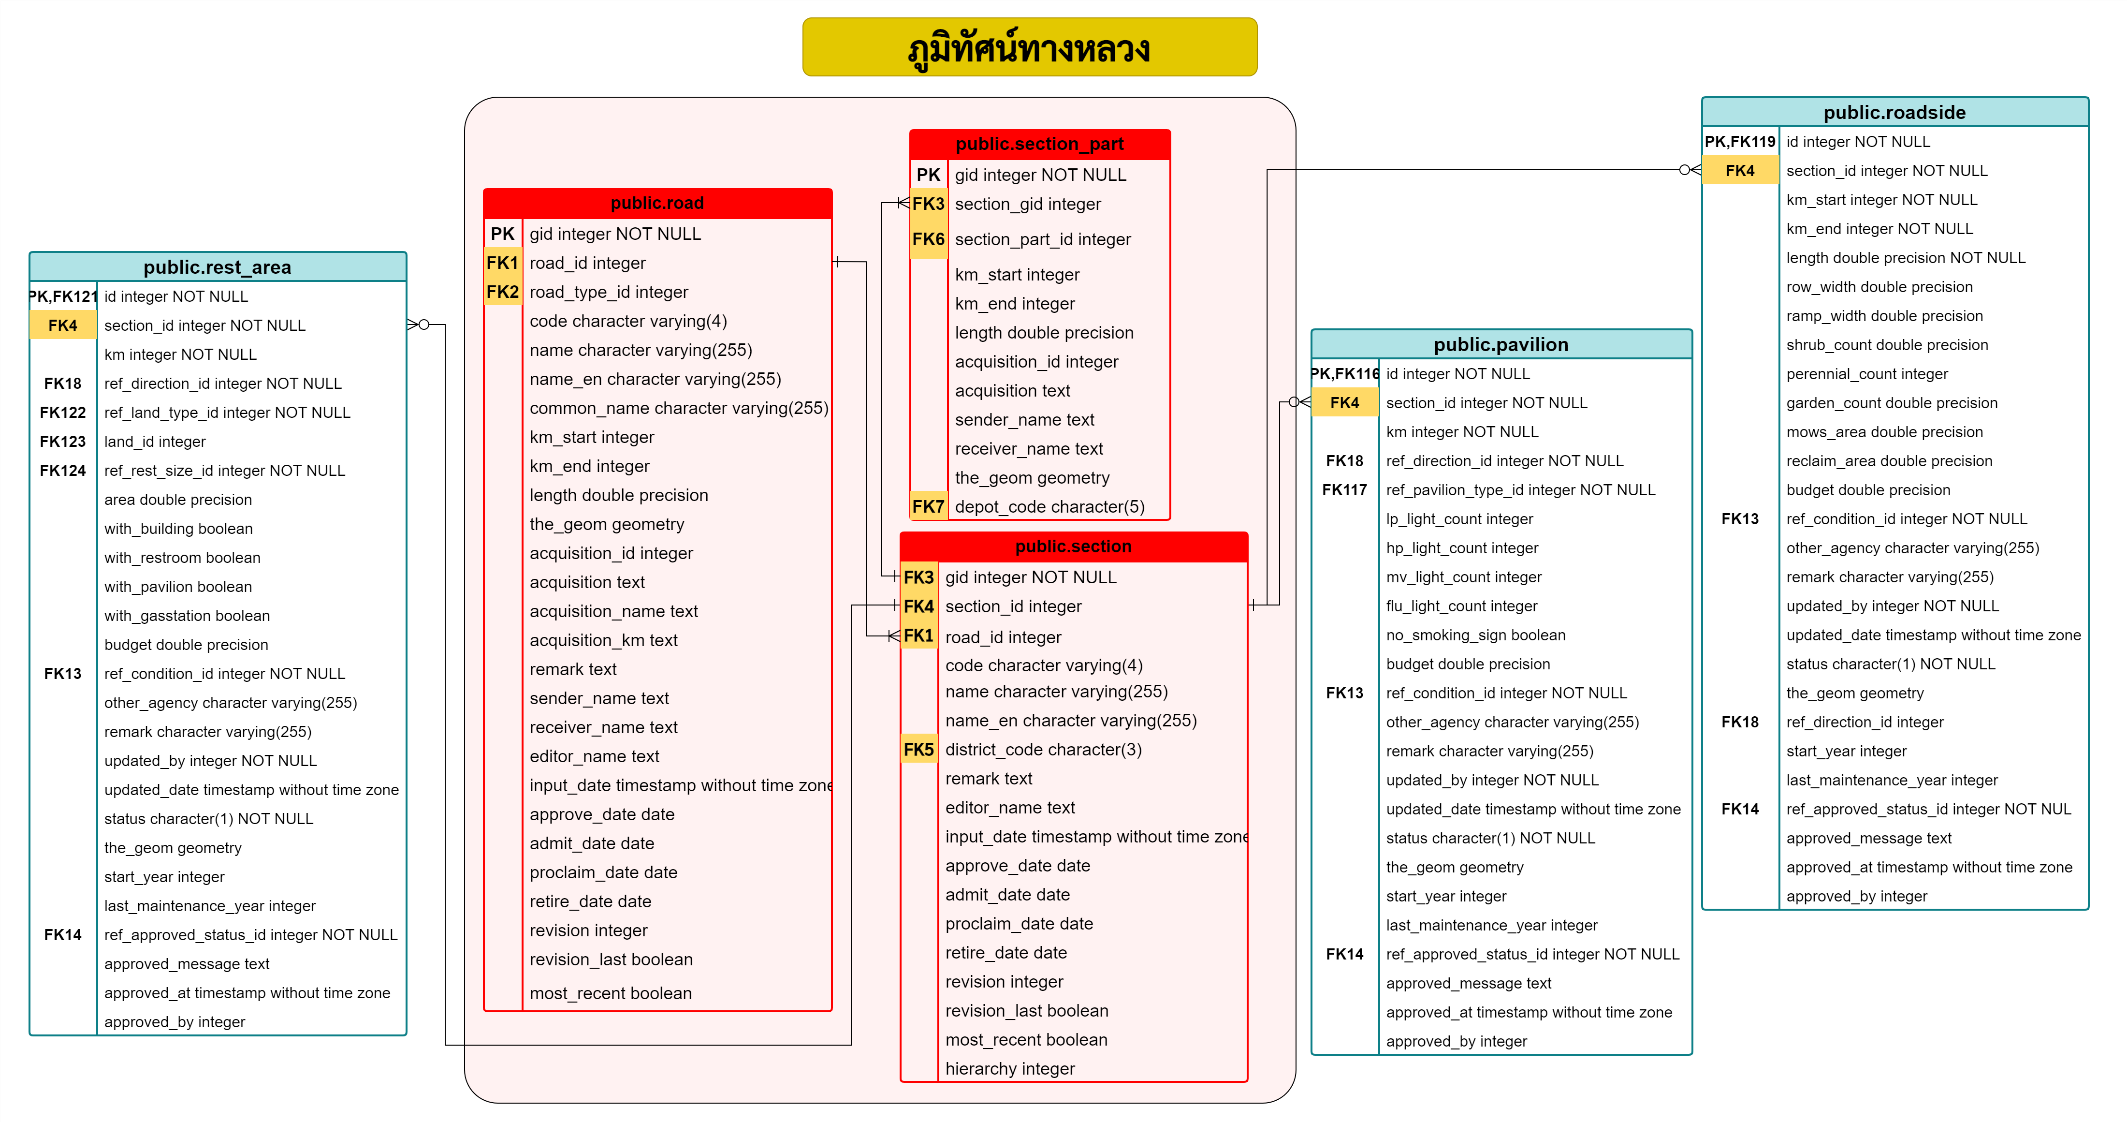 ภูมิทัศน์ทางหลวง
public.rest_area
PK,FK121 id integer NOT NULL
FK4 section_id integer NOT NULL
km integer NOT NULL
FK18 ref_direction_id integer NOT NULL
FK122 ref_land_type_id integer NOT NULL
FK123 land_id integer
FK124 ref_rest_size_id integer NOT NULL
area double precision
with_building boolean
with_restroom boolean
with_pavilion boolean
with_gasstation boolean
budget double precision
FK13 ref_condition_id integer NOT NULL
other_agency character varying(255)
remark character varying(255)
updated_by integer NOT NULL
updated_date timestamp without time zone
status character(1) NOT NULL
the_geom geometry
start_year integer
last_maintenance_year integer
FK14 ref_approved_status_id integer NOT NULL
approved_message text
approved_at timestamp without time zone
approved_by integer
public.road
PK gid integer NOT NULL
FK1 road_id integer
FK2 road_type_id integer
code character varying(4)
name character varying(255)
name_en character varying(255)
common_name character varying(255)
km_start integer
km_end integer
length double precision
the_geom geometry
acquisition_id integer
acquisition text
acquisition_name text
acquisition_km text
remark text
sender_name text
receiver_name text
editor_name text
input_date timestamp without time zone
approve_date date
admit_date date
proclaim_date date
retire_date date
revision integer
revision_last boolean
most_recent boolean
public.section_part
PK gid integer NOT NULL
FK3 section_gid integer
FK6 section_part_id integer
km_start integer
km_end integer
length double precision
acquisition_id integer
acquisition text
sender_name text
receiver_name text
the_geom geometry
FK7 depot_code character(5)
public.section
FK3 gid integer NOT NULL
FK4 section_id integer
FK1 road_id integer
code character varying(4)
name character varying(255)
name_en character varying(255)
FK5 district_code character(3)
remark text
editor_name text
input_date timestamp without time zone
approve_date date
admit_date date
proclaim_date date
retire_date date
revision integer
revision_last boolean
most_recent boolean
hierarchy integer
public.pavilion
PK,FK116 id integer NOT NULL
FK4 section_id integer NOT NULL
km integer NOT NULL
FK18 ref_direction_id integer NOT NULL
FK117 ref_pavilion_type_id integer NOT NULL
lp_light_count integer
hp_light_count integer
mv_light_count integer
flu_light_count integer
no_smoking_sign boolean
budget double precision
FK13 ref_condition_id integer NOT NULL
other_agency character varying(255)
remark character varying(255)
updated_by integer NOT NULL
updated_date timestamp without time zone
status character(1) NOT NULL
the_geom geometry
start_year integer
last_maintenance_year integer
FK14 ref_approved_status_id integer NOT NULL
approved_message text
approved_at timestamp without time zone
approved_by integer
public.roadside
PK,FK119 id integer NOT NULL
FK4 section_id integer NOT NULL
km_start integer NOT NULL
km_end integer NOT NULL
length double precision NOT NULL
row_width double precision
ramp_width double precision
shrub_count double precision
perennial_count integer
garden_count double precision
mows_area double precision
reclaim_area double precision
budget double precision
FK13 ref_condition_id integer NOT NULL
other_agency character varying(255)
remark character varying(255)
updated_by integer NOT NULL
updated_date timestamp without time zone
status character(1) NOT NULL
the_geom geometry
FK18 ref_direction_id integer
start_year integer
last_maintenance_year integer
FK14 ref_approved_status_id integer NOT NUL
approved_message text
approved_at timestamp without time zone
approved_by integer